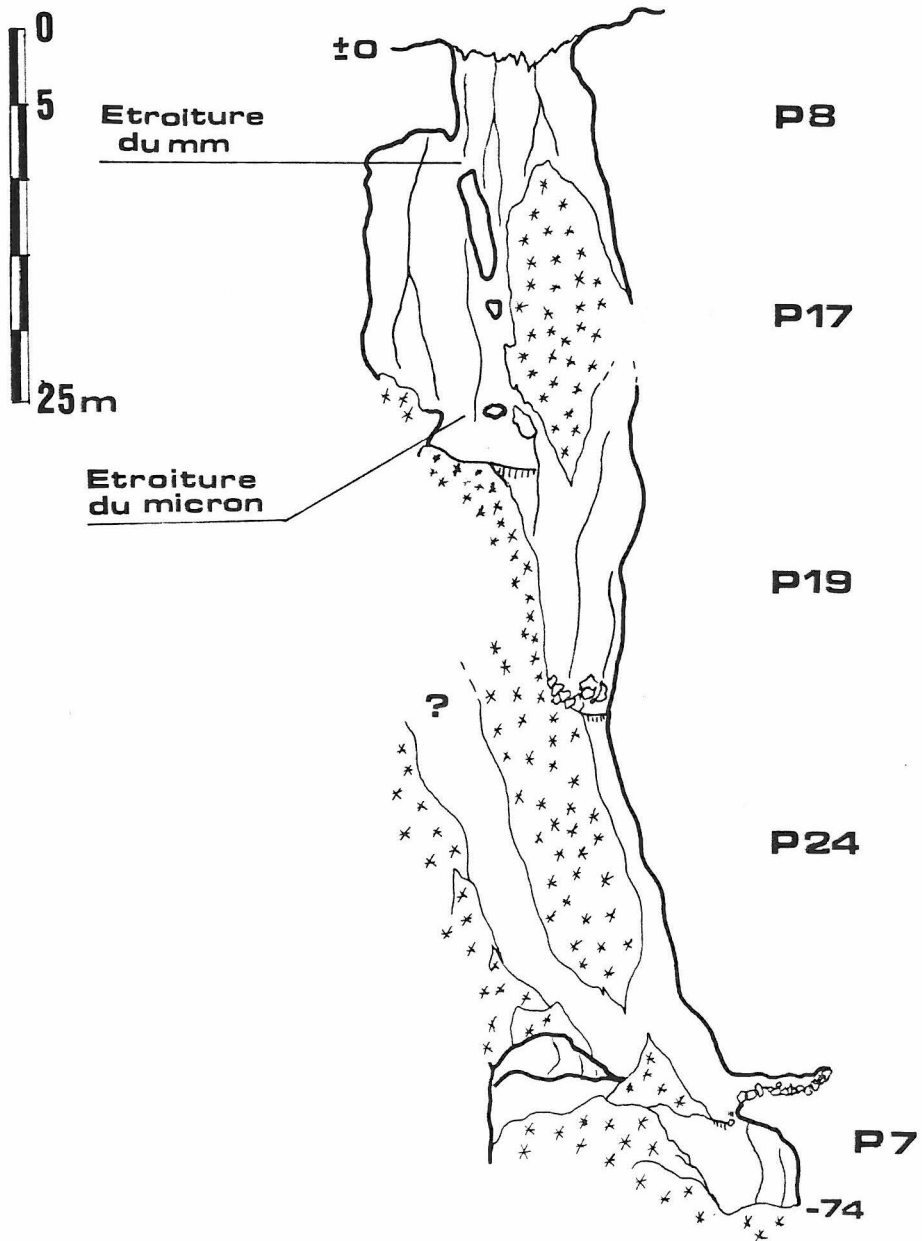 0
5
25m
±0
Etroiture
du mm
P8
P17
Etroiture
du micron
P19
?
P24
P7
-74